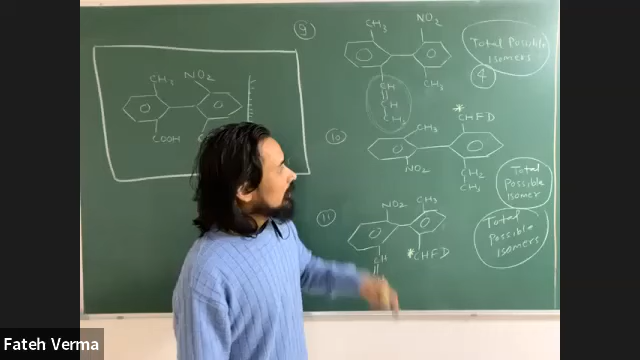 CH₃
NO₂
COOH
⑨
CH₃
NO₂
CH
||
CH
CH₃
CH₃
Total Possible
Isomers
④
⑩
CH₃
*
CHFD
NO₂
CH₂
CH₃
Total
Possible
Isomer
⑪
NO₂
CH₃
*CHFD
Total
Possible
Isomers
Fateh Verma